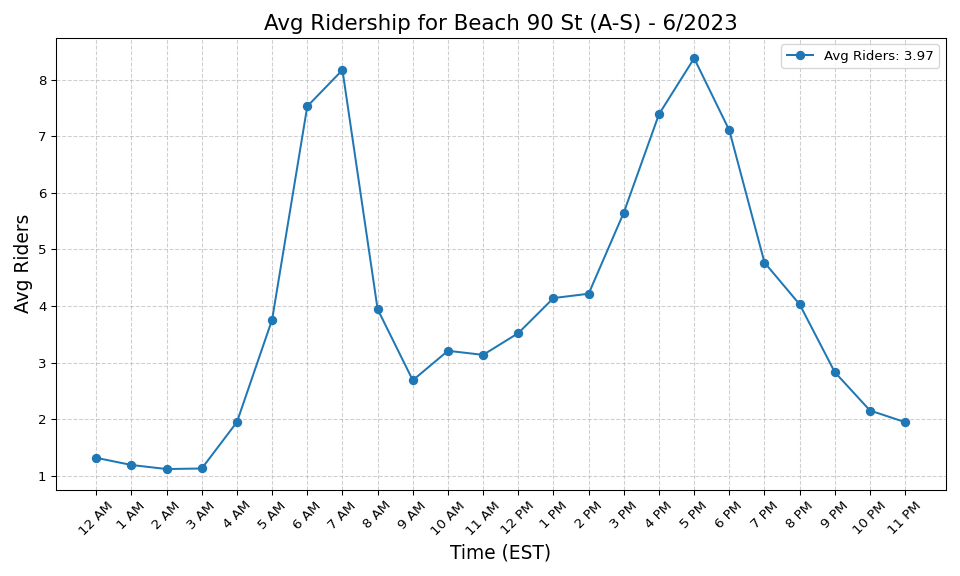 Avg Ridership for Beach 90 St (A-S) - 6/2023
Avg Riders: 3.97
Avg Riders
8
7
6
5
4
3
2
1
12 AM
1 AM
2 AM
3 AM
4 AM
5 AM
6 AM
7 AM
8 AM
9 AM
10 AM
11 AM
12 PM
1 PM
2 PM
3 PM
4 PM
5 PM
6 PM
7 PM
8 PM
9 PM
10 PM
11 PM
Time (EST)